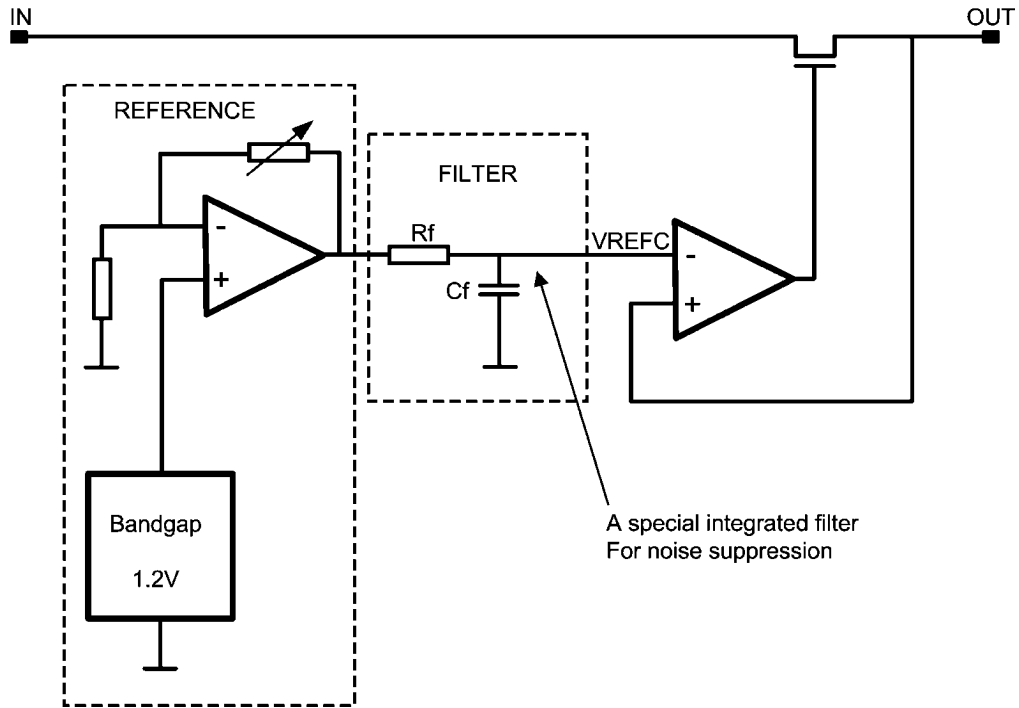 IN
OUT
REFERENCE
FILTER
-
+
Rf
Cf
VREFC
-
+
Bandgap
1.2V
A special integrated filter
For noise suppression